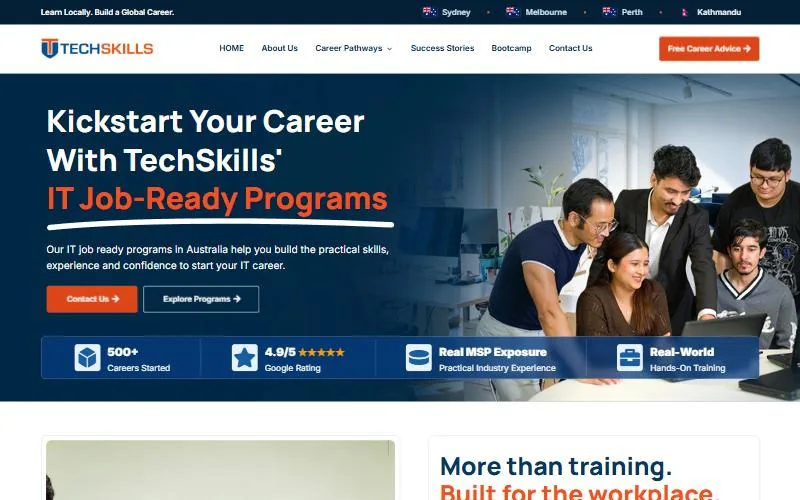 Learn Locally. Build a Global Career.
Sydney
Melbourne
Perth
Kathmandu
TECHSKILLS
HOME
About Us
Career Pathways
Success Stories
Bootcamp
Contact Us
Free Career Advice →
Kickstart Your Career
With TechSkills'
IT Job-Ready Programs
Our IT job ready programs in Australia help you build the practical skills,
experience and confidence to start your IT career.
Contact Us →
Explore Programs →
500+
Careers Started
4.9/5 ★★★★★
Google Rating
Real MSP Exposure
Practical Industry Experience
Real-World
Hands-On Training
More than training.
Built for the workplace.